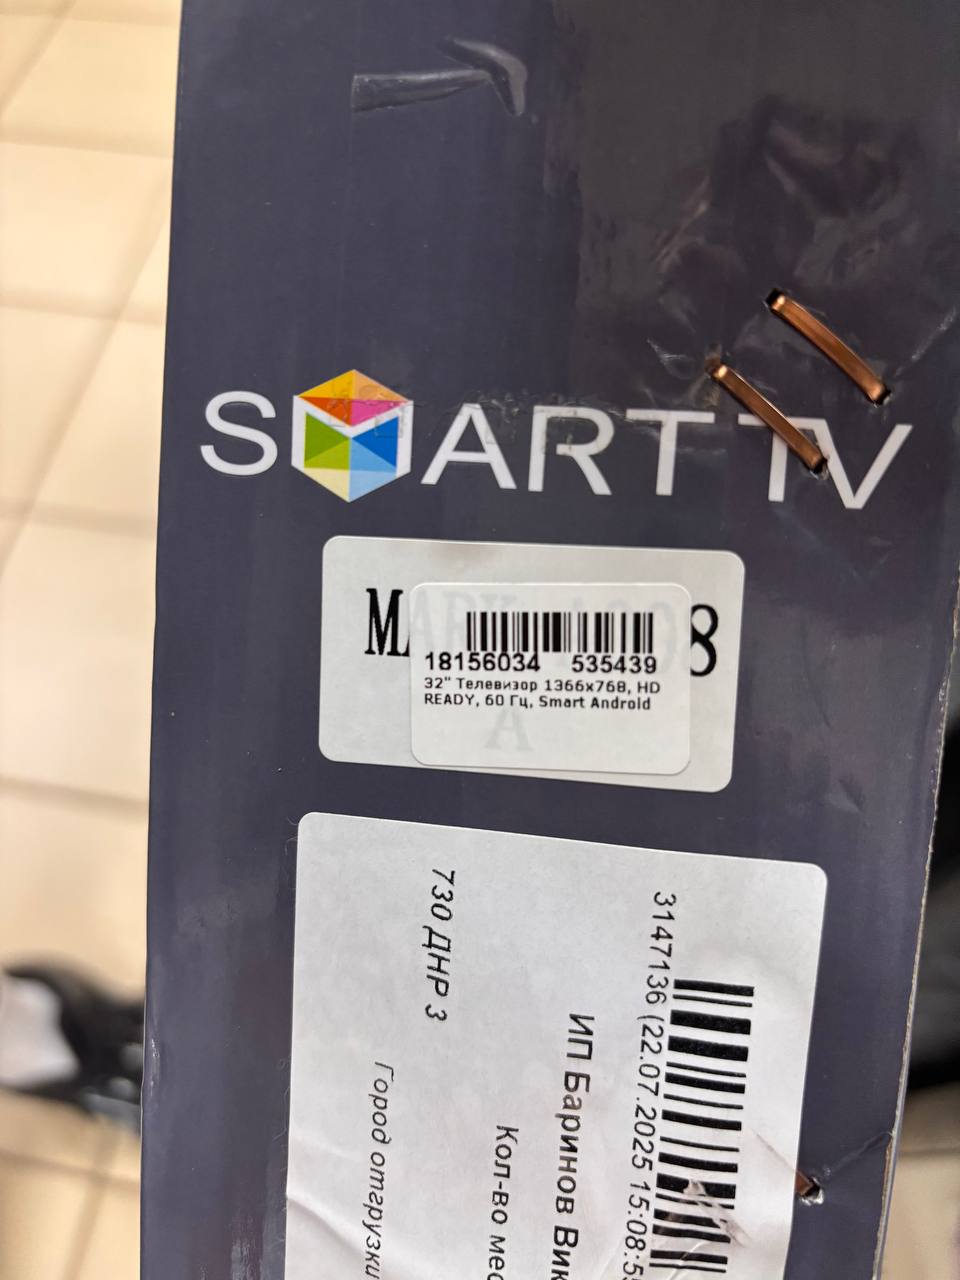 SMART TV
18156034 535439
32" Телевизор 1366x768, HD
READY, 60 Гц, Smart Android
A
3147136 (22.07.2025 15:08:5
ИП Баринов Вик
Кол-во мес
730 ДНР 3
Город отгрузки